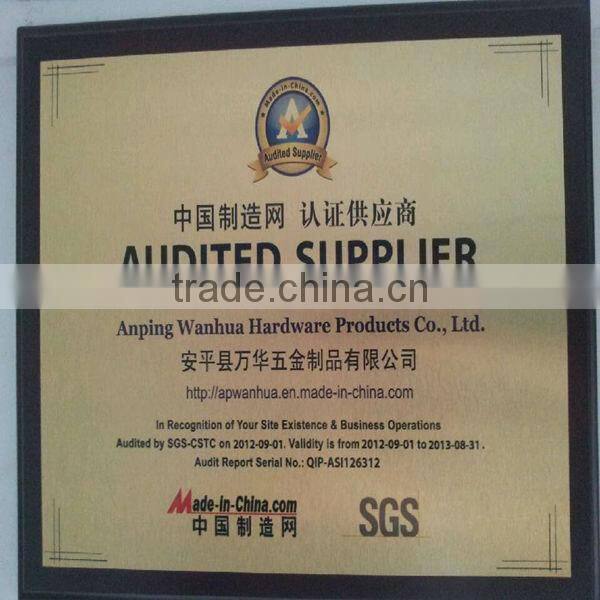 Made-in-China.com
A
Audited Supplier
中国制造网 认证供应商
AUDITED SUPPLIER
trade.china.cn
Anping Wanhua Hardware Products Co., Ltd.
安平县万华五金制品有限公司
http://apwanhua.en.made-in-china.com
In Recognition of Your Site Existence & Business Operations
Audited by SGS-CSTC on 2012-09-01. Validity is from 2012-09-01 to 2013-08-31.
Audit Report Serial No.: QIP-ASI126312
Made-in-China.com
中国制造网
SGS